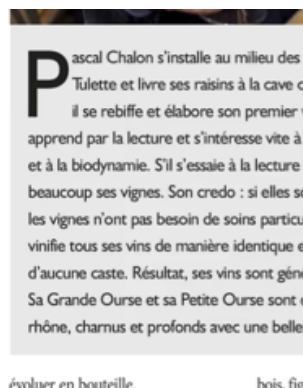 Pascal Chalon s'installe au milieu des
Tulette et livre ses raisins à la cave
il se rebiffe et élabore son premier
apprend par la lecture et s'intéresse vite à
et à la biodynamie. S'il s'essaie à la lecture
beaucoup ses vignes. Son credo : si elles
les vignes n'ont pas besoin de soins
vinifie tous ses vins de manière identique
d'aucune caste. Résultat, ses vins sont
Sa Grande Ourse et sa Petite Ourse sont
rhône, charnus et profonds avec une belle
évoluer en bouteille.
bois,